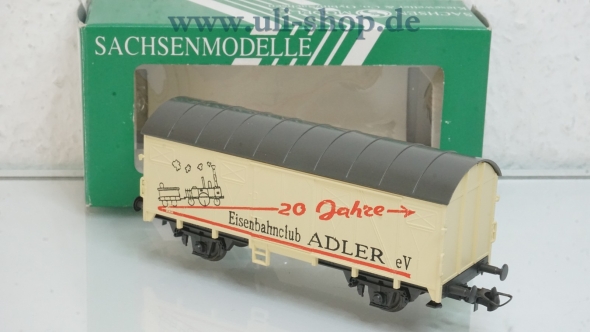 www.uli-shop.de
SACHSENMODELLE
20 Jahre
Eisenbahnclub ADLER eV